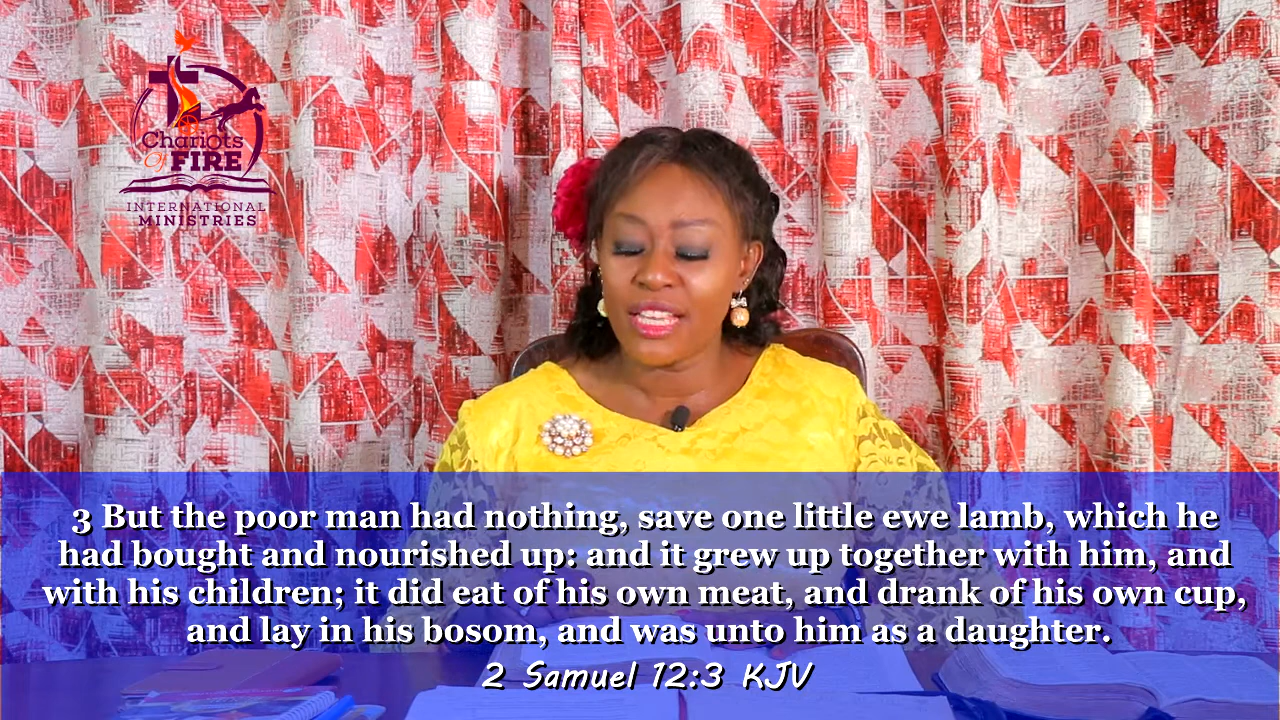 Chariots
Of FIRE
INTERNATIONAL
MINISTRIES
3 But the poor man had nothing, save one little ewe lamb, which he
had bought and nourished up: and it grew up together with him, and
with his children; it did eat of his own meat, and drank of his own cup,
and lay in his bosom, and was unto him as a daughter.
2 Samuel 12:3 KJV